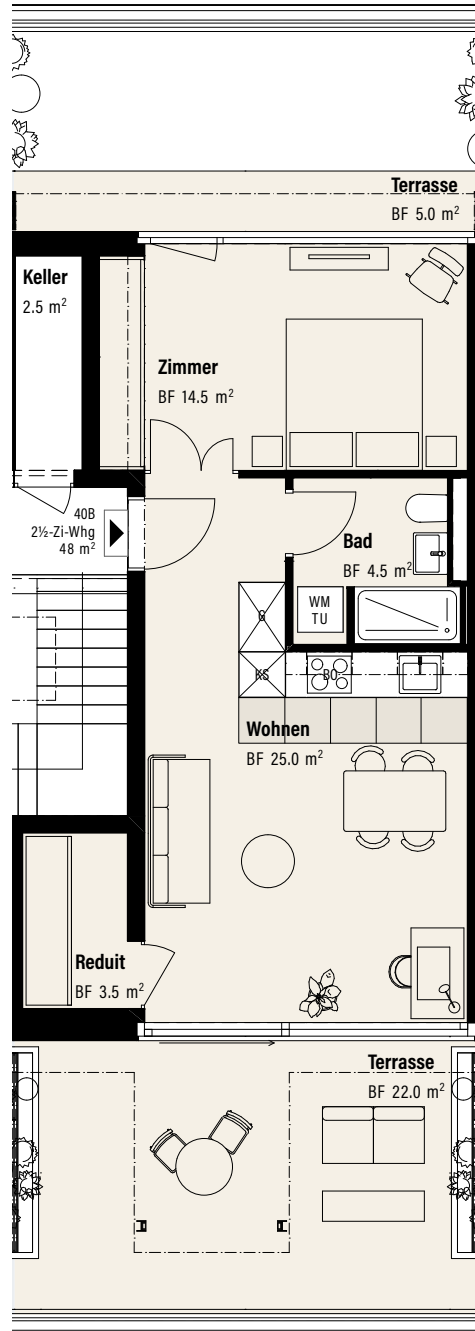 Terrasse
BF 5.0 m²
Keller
2.5 m²
Zimmer
BF 14.5 m²
40B
2½-Zi-Whg
48 m²
Bad
BF 4.5 m²
WM
TU
G
KS
BO
Wohnen
BF 25.0 m²
Reduit
BF 3.5 m²
Terrasse
BF 22.0 m²